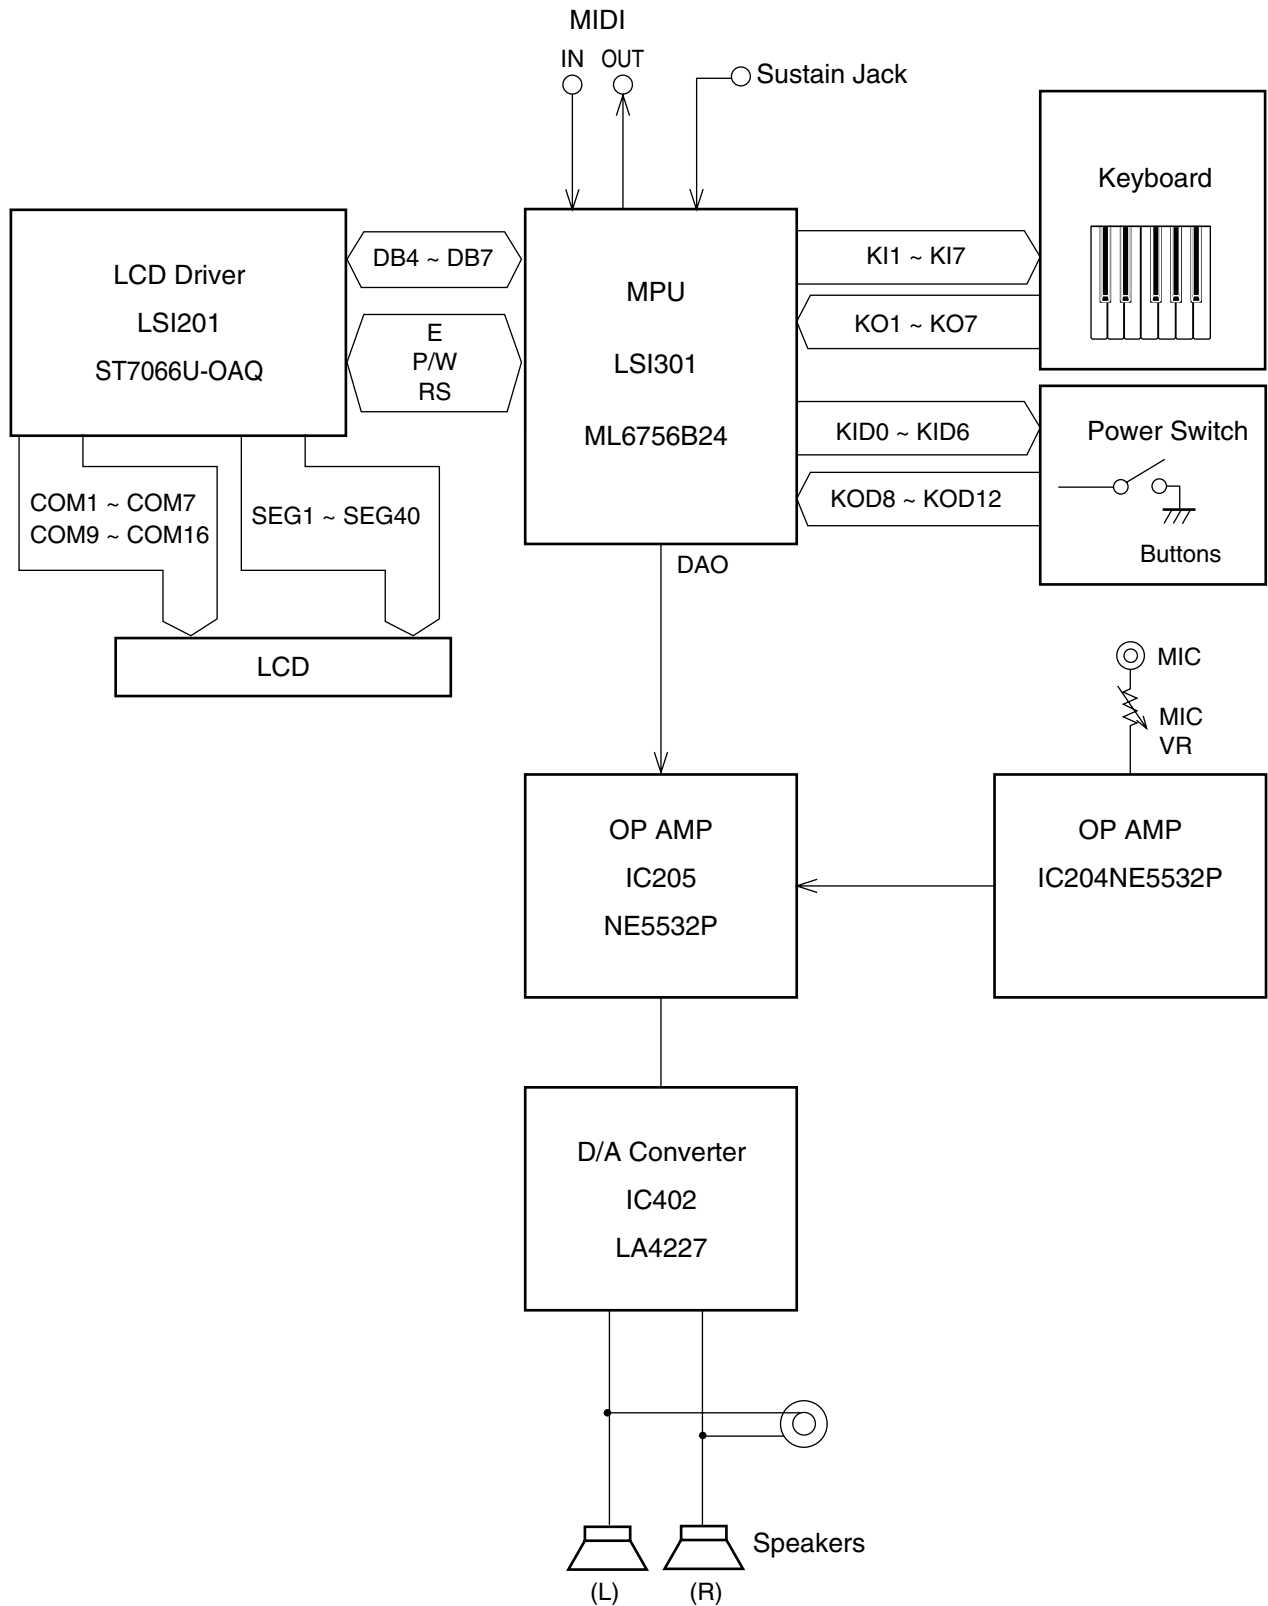 MIDI
IN OUT
Sustain Jack
Keyboard
LCD Driver
LSI201
ST7066U-OAQ
DB4 ~ DB7
E
P/W
RS
MPU
LSI301
ML6756B24
KI1 ~ KI7
KO1 ~ KO7
KID0 ~ KID6
KOD8 ~ KOD12
Power Switch
Buttons
COM1 ~ COM7
COM9 ~ COM16
SEG1 ~ SEG40
LCD
DAO
MIC
MIC
VR
OP AMP
IC205
NE5532P
OP AMP
IC204NE5532P
D/A Converter
IC402
LA4227
Speakers
(L)
(R)